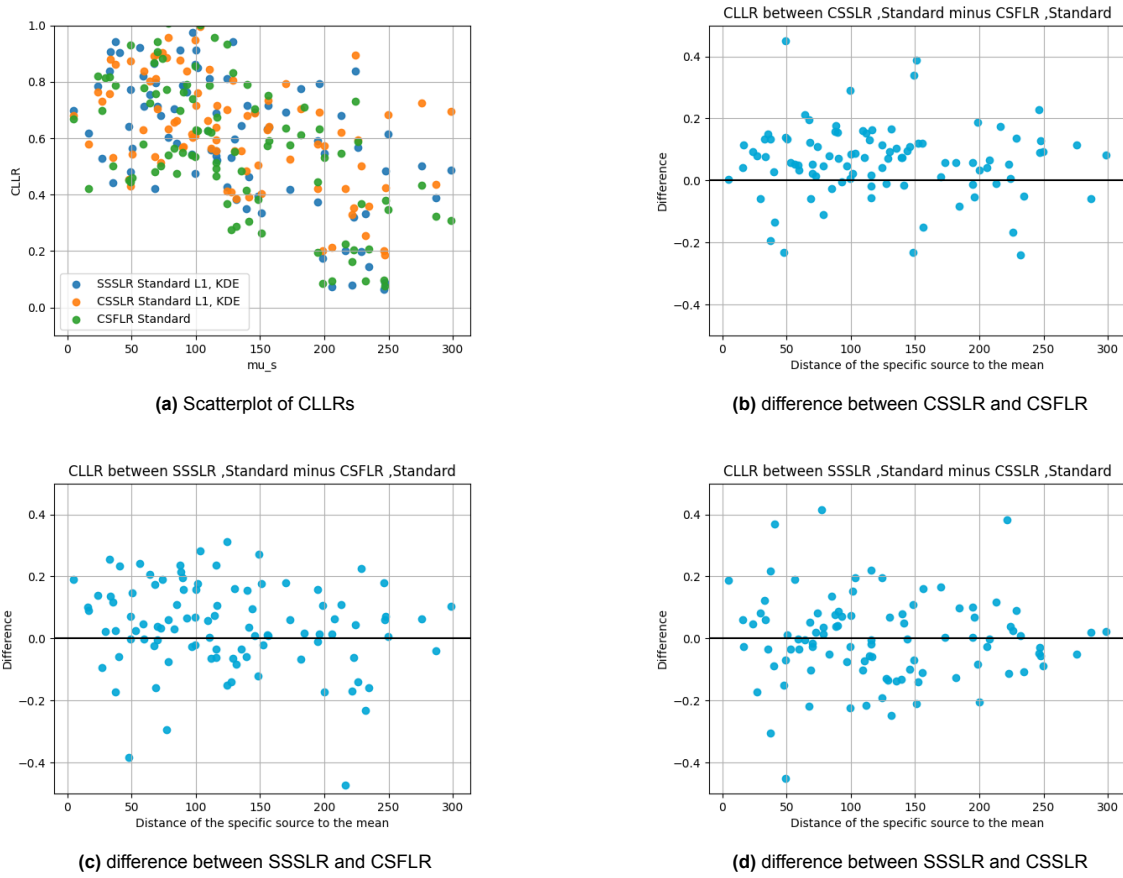 1.0
0.8
0.6
0.4
0.2
0.0
CLLR
SSSLR Standard L1, KDE
CSSLR Standard L1, KDE
CSFLR Standard
0 50 100 150 200 250 300
mu_s
(a) Scatterplot of CLLRs
CLLR between CSSLR ,Standard minus CSFLR ,Standard
0.4
0.2
0.0
−0.2
−0.4
Difference
0 50 100 150 200 250 300
Distance of the specific source to the mean
(b) difference between CSSLR and CSFLR
CLLR between SSSLR ,Standard minus CSFLR ,Standard
0.4
0.2
0.0
−0.2
−0.4
Difference
0 50 100 150 200 250 300
Distance of the specific source to the mean
(c) difference between SSSLR and CSFLR
CLLR between SSSLR ,Standard minus CSSLR ,Standard
0.4
0.2
0.0
−0.2
−0.4
Difference
0 50 100 150 200 250 300
Distance of the specific source to the mean
(d) difference between SSSLR and CSSLR